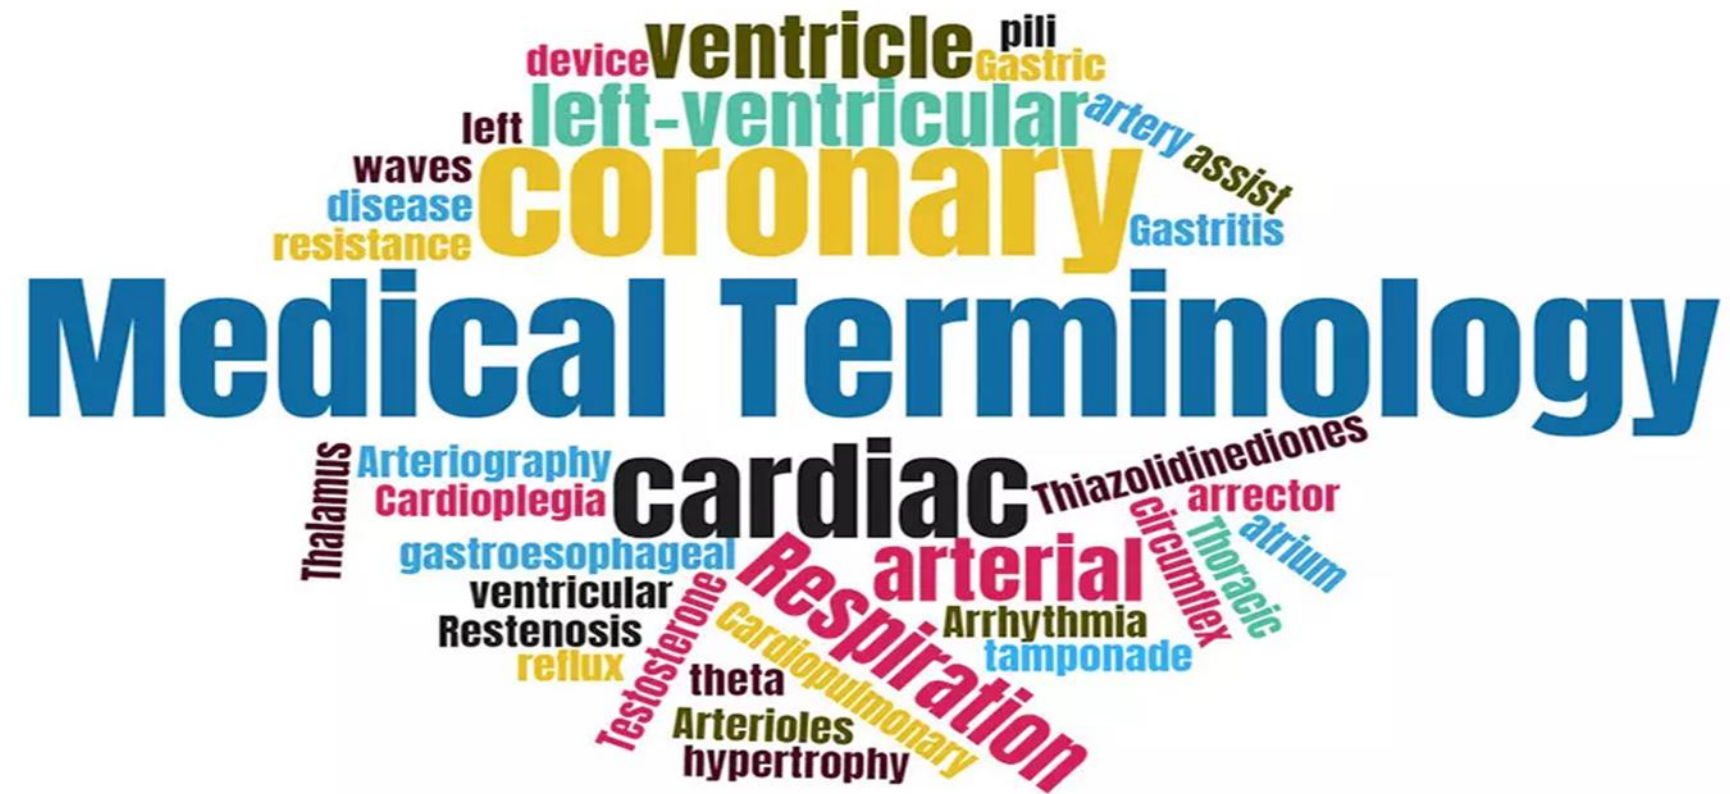 ventricle
pili
device
Gastric
left-ventricular
left
artery
assist
coronary
waves
disease
Gastritis
resistance
Medical Terminology
Thalamus
Arteriography
cardiac
Thiazolidinediones
Cardioplegia
arrector
circumflex
Thoracic
atrium
gastroesophageal
Respiration
arterial
ventricular
Testosterone
Cardiopulmonary
Arrhythmia
Restenosis
tamponade
reflux
theta
Arterioles
hypertrophy